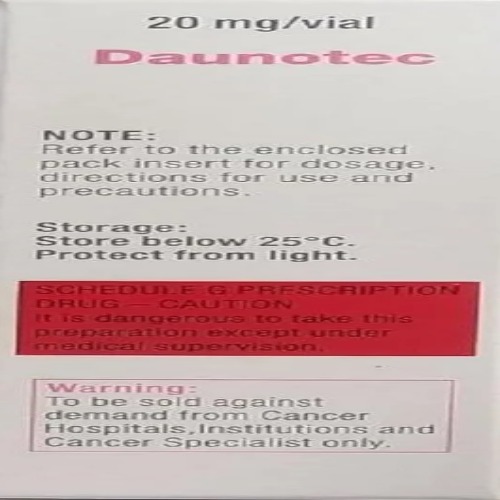 20 mg/vial
Daunotec
NOTE:
Refer to the enclosed
pack insert for dosage,
directions for use and
precautions.
Storage:
Store below 25°C.
Protect from light.
SCHEDULE G PRESCRIPTION
DRUG — CAUTION
It is dangerous to take this
preparation except under
medical supervision.
Warning:
To be sold against
demand from Cancer
Hospitals,Institutions and
Cancer Specialist only.